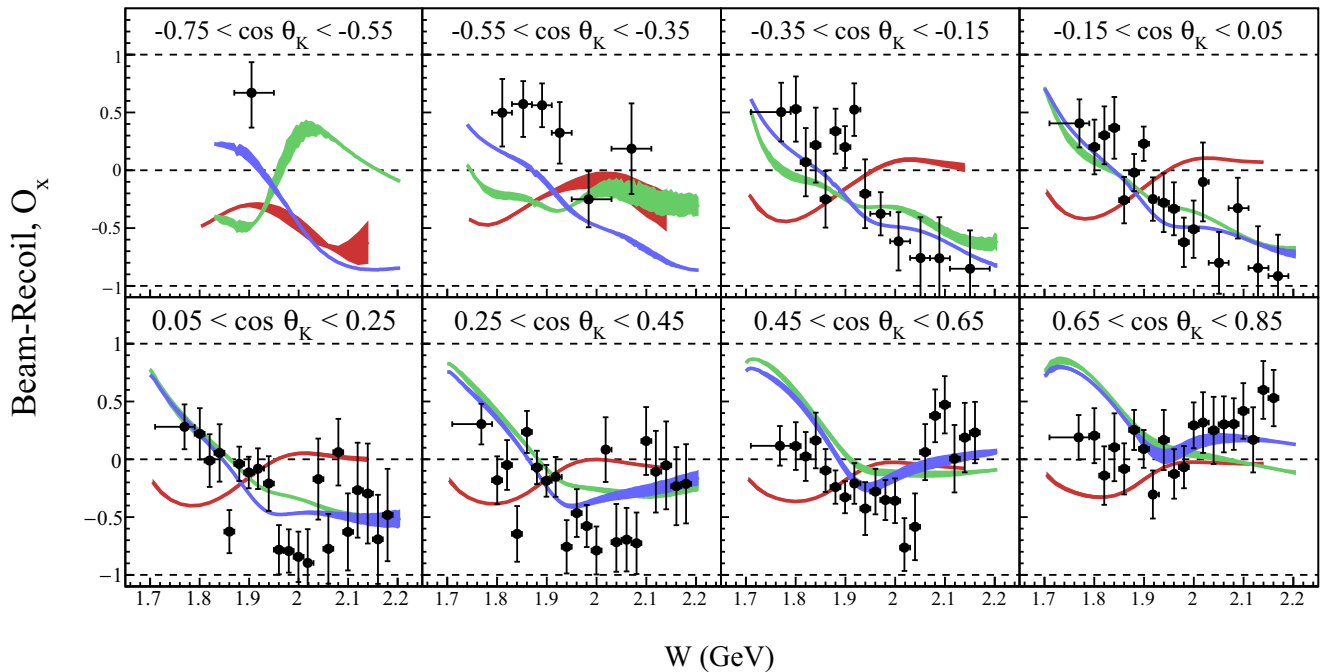 -0.75 < cos θK < -0.55
-0.55 < cos θK < -0.35
-0.35 < cos θK < -0.15
-0.15 < cos θK < 0.05
1
0.5
0
−0.5
−1
0.05 < cos θK < 0.25
0.25 < cos θK < 0.45
0.45 < cos θK < 0.65
0.65 < cos θK < 0.85
1
0.5
0
−0.5
−1
1.7 1.8 1.9 2 2.1 2.2
1.7 1.8 1.9 2 2.1 2.2
1.7 1.8 1.9 2 2.1 2.2
1.7 1.8 1.9 2 2.1 2.2
Beam-Recoil, Ox
W (GeV)